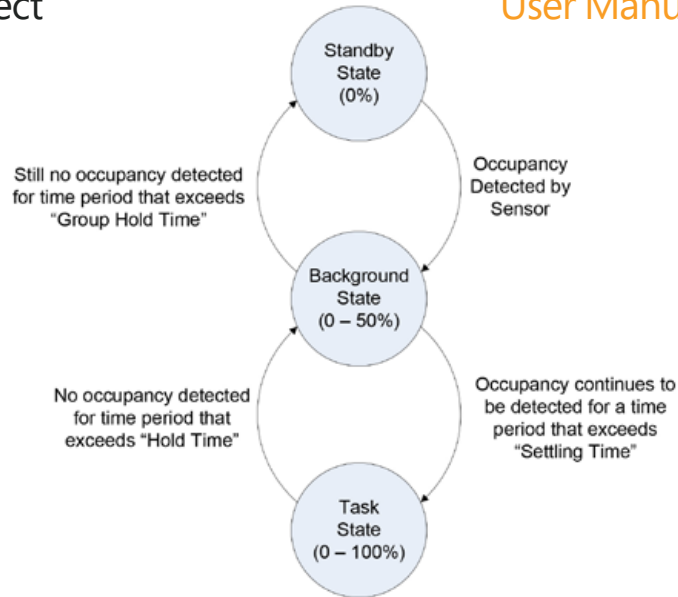 User Manu
Standby
State
(0%)
Still no occupancy detected
for time period that exceeds
“Group Hold Time”
Occupancy
Detected by
Sensor
Background
State
(0 – 50%)
No occupancy detected
for time period that
exceeds “Hold Time”
Occupancy continues to
be detected for a time
period that exceeds
“Settling Time”
Task
State
(0 – 100%)